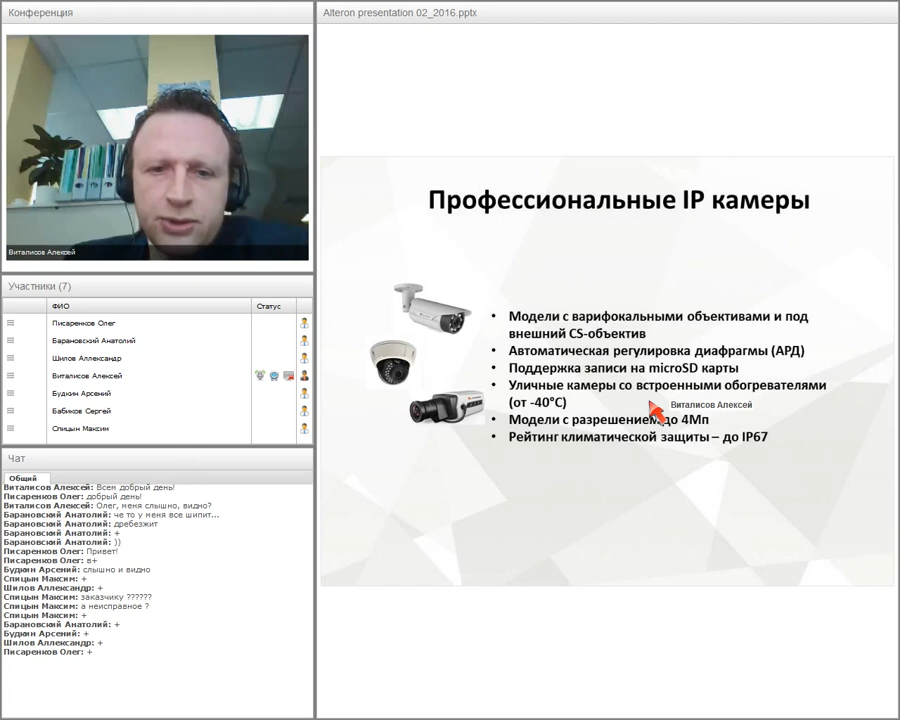 Конференция
Виталисов Алексей
Участники (7)
ФИО
Статус
Писаренков Олег
Барановский Анатолий
Шилов Аллександр
Виталисов Алексей
Будкин Арсений
Бабиков Сергей
Спицын Максим
Чат
Общий
Виталисов Алексей: Всем добрый день!
Писаренков Олег: добрый день!
Виталисов Алексей: Олег, меня слышно, видно?
Барановский Анатолий: че то у меня все шипит...
Барановский Анатолий: дребезжит
Барановский Анатолий: +
Барановский Анатолий: ))
Писаренков Олег: Привет!
Писаренков Олег: в+
Будкин Арсений: слышно и видно
Спицын Максим: +
Шилов Аллександр: +
Спицын Максим: заказчику ??????
Спицын Максим: а неисправное ?
Спицын Максим: +
Барановский Анатолий: +
Будкин Арсений: +
Шилов Аллександр: +
Писаренков Олег: +
Alteron presentation 02_2016.pptx
Профессиональные IP камеры
• Модели с варифокальными объективами и под
внешний CS-объектив
• Автоматическая регулировка диафрагмы (АРД)
• Поддержка записи на microSD карты
• Уличные камеры со встроенными обогревателями
(от -40°С)
Виталисов Алексей
• Модели с разрешением до 4Мп
• Рейтинг климатической защиты – до IP67